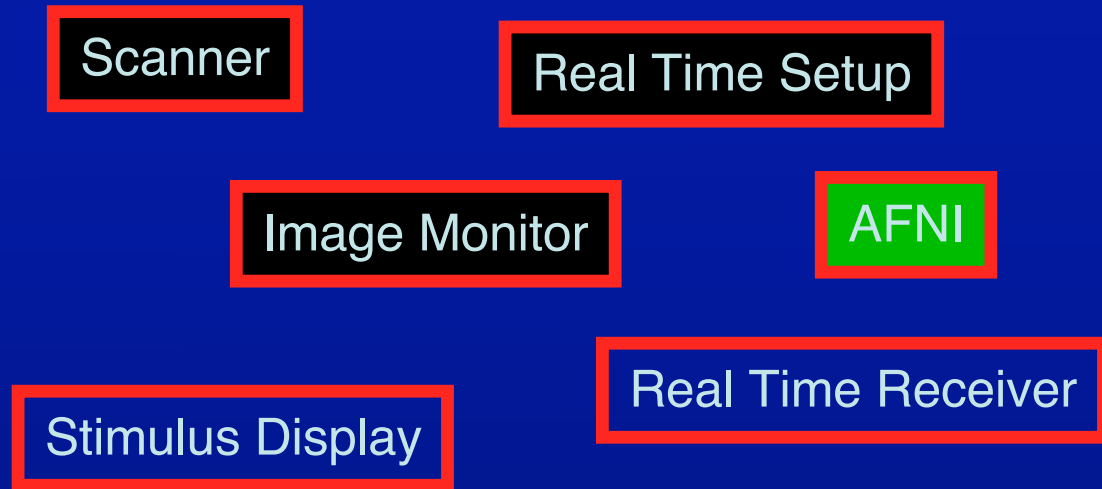 Scanner
Real Time Setup
Image Monitor
AFNI
Real Time Receiver
Stimulus Display